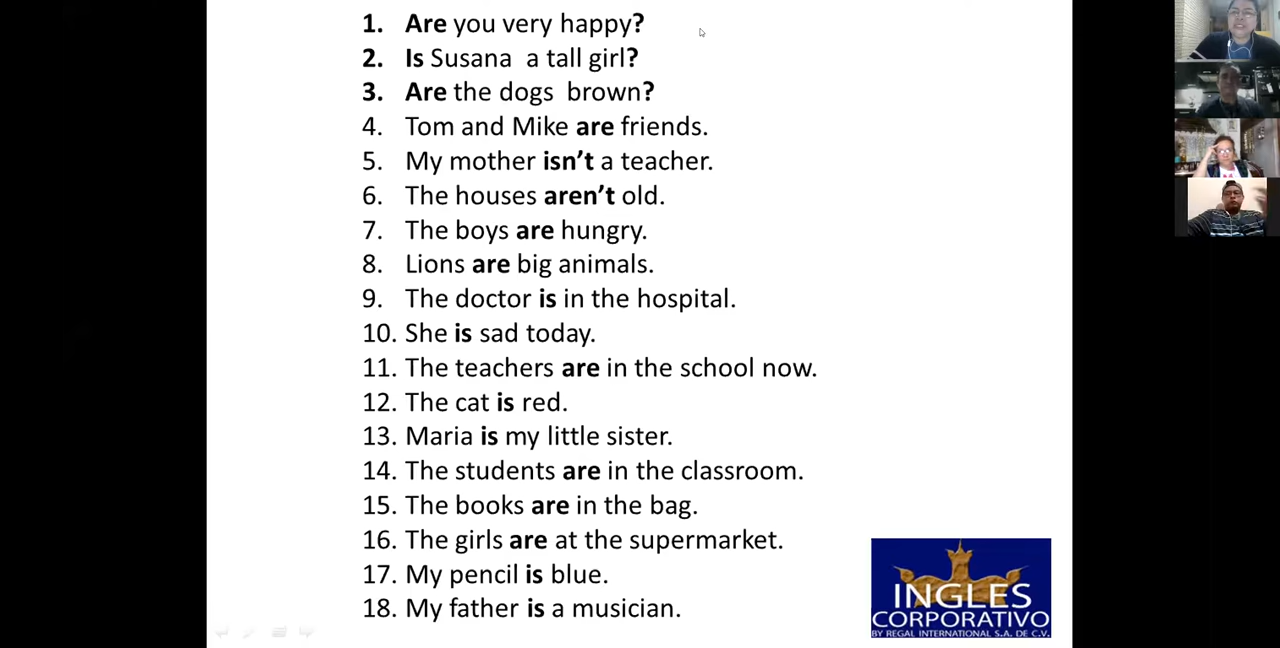 1. Are you very happy?
2. Is Susana a tall girl?
3. Are the dogs brown?
4. Tom and Mike are friends.
5. My mother isn’t a teacher.
6. The houses aren’t old.
7. The boys are hungry.
8. Lions are big animals.
9. The doctor is in the hospital.
10. She is sad today.
11. The teachers are in the school now.
12. The cat is red.
13. Maria is my little sister.
14. The students are in the classroom.
15. The books are in the bag.
16. The girls are at the supermarket.
17. My pencil is blue.
18. My father is a musician.
INGLES
CORPORATIVO
BY REGAL INTERNATIONAL S.A. DE C.V.